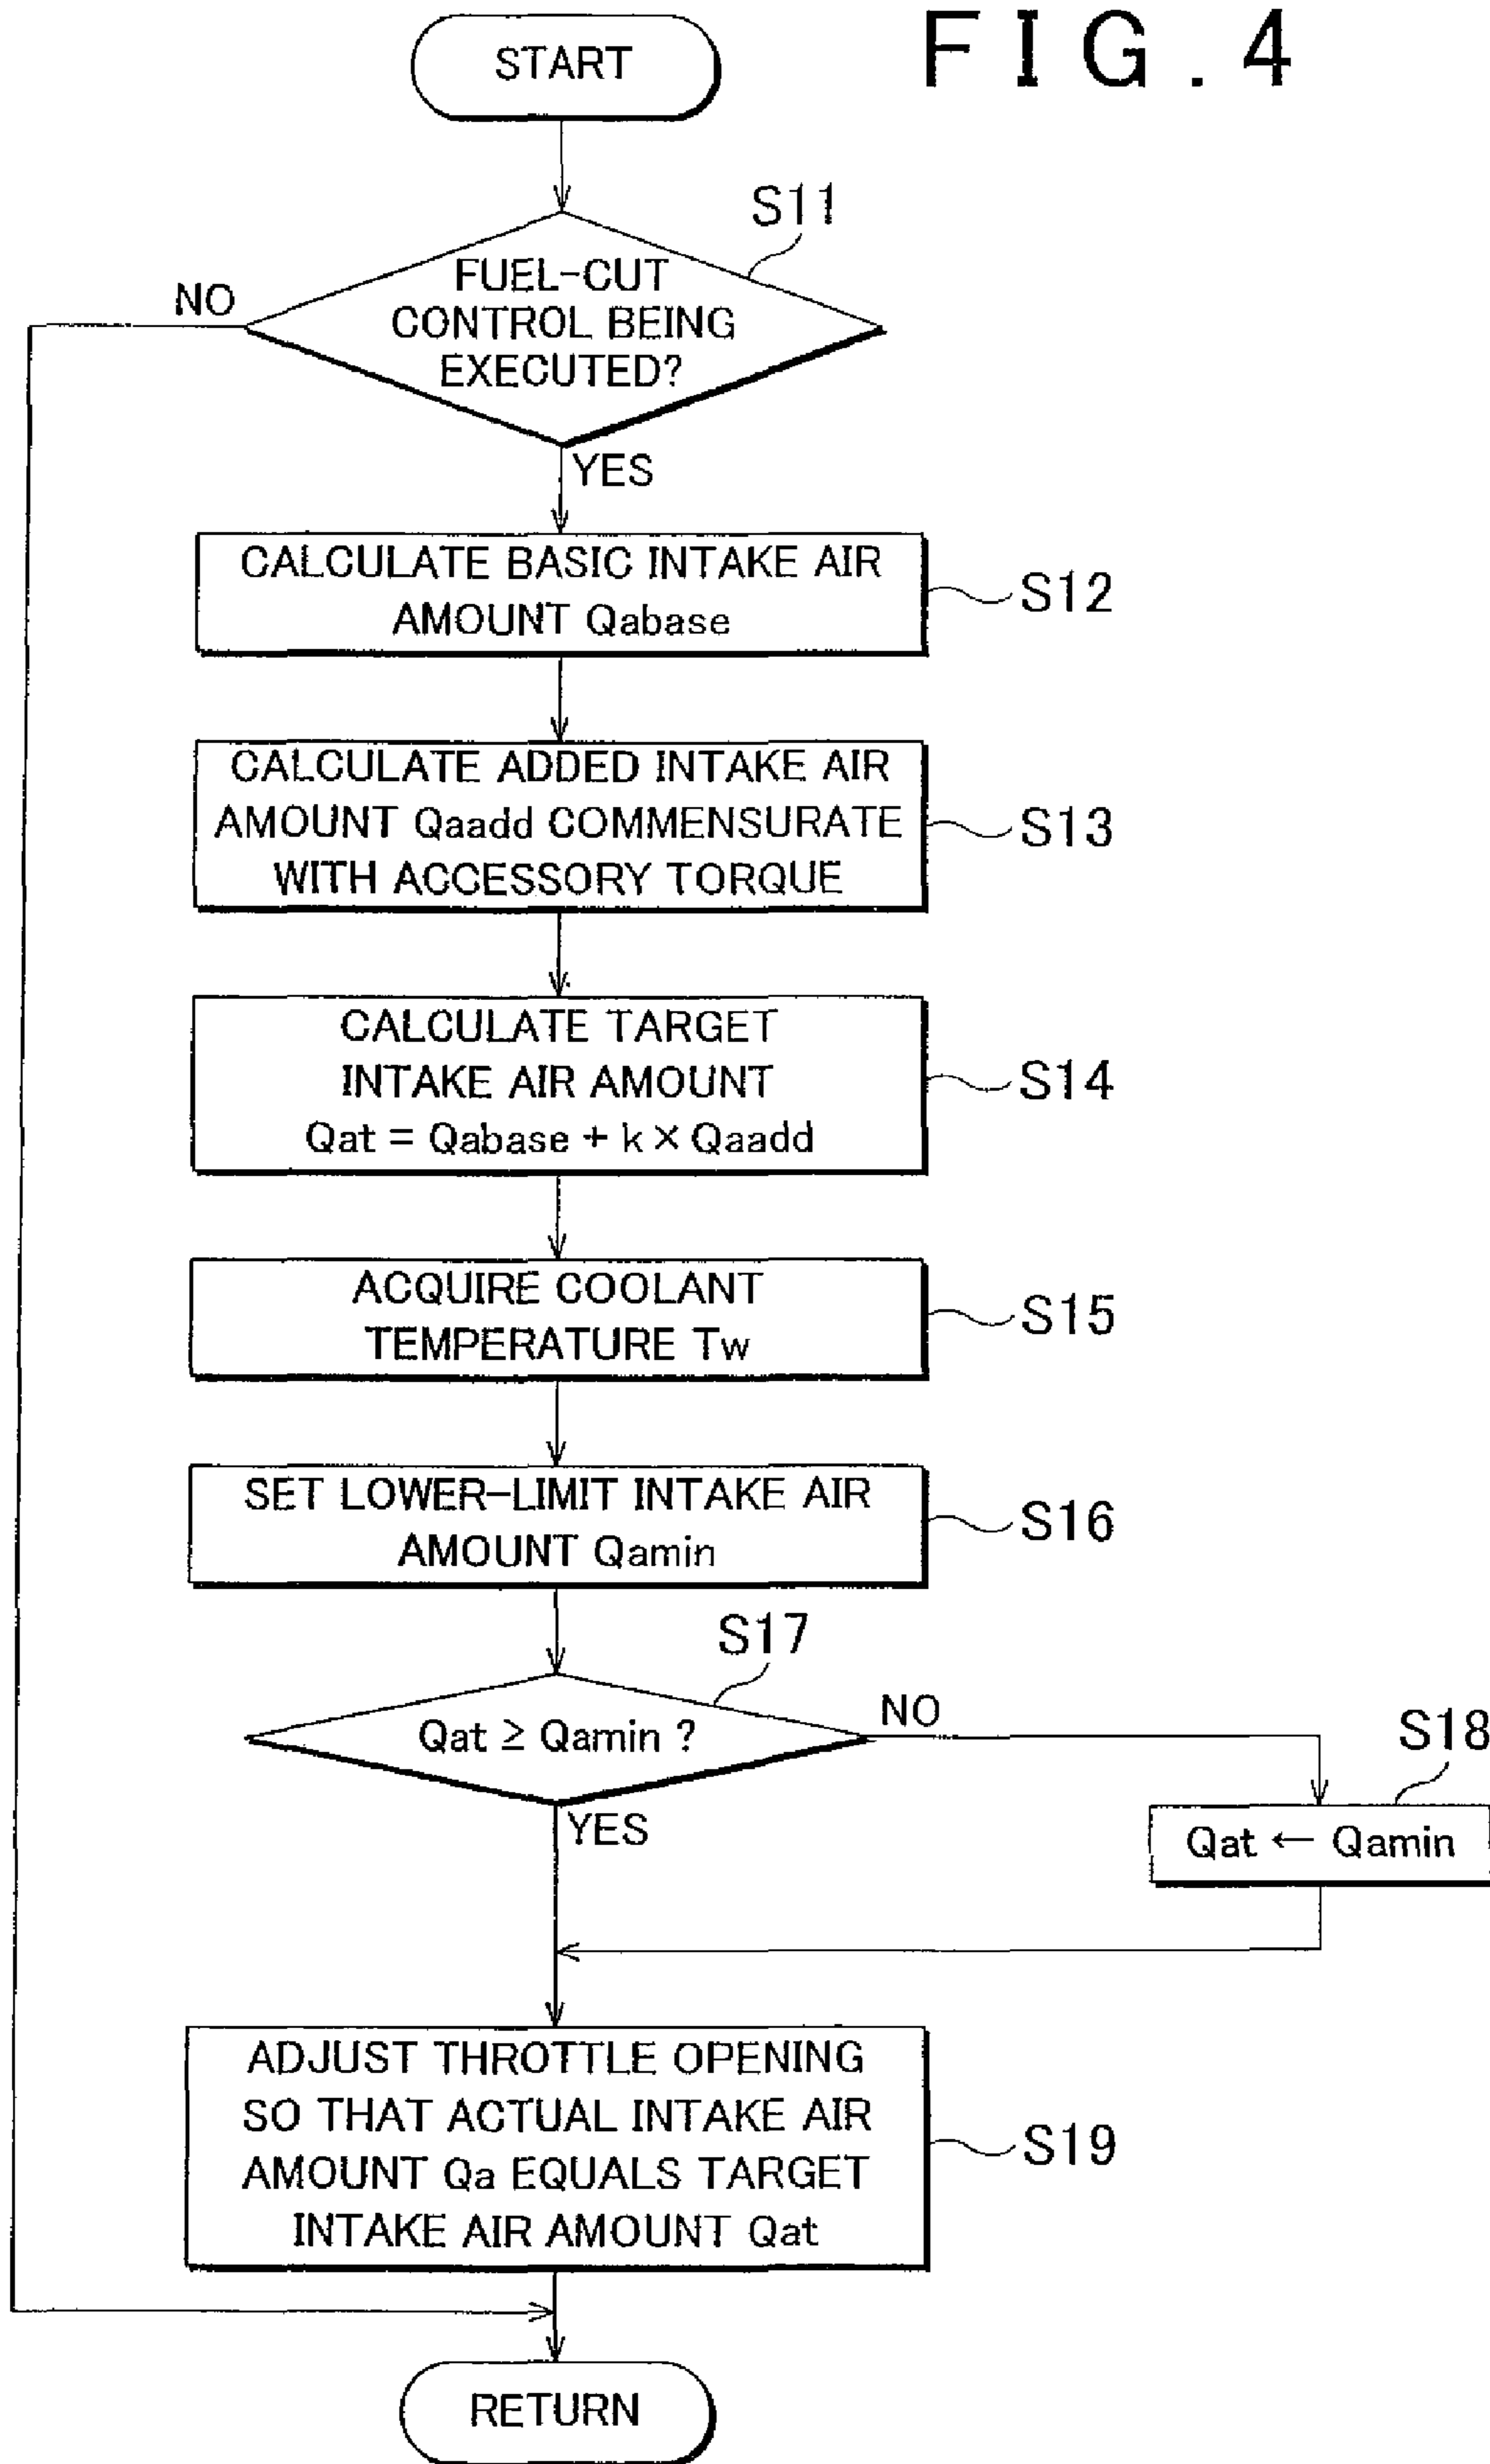 FIG.4
START
S11
FUEL-CUT
CONTROL BEING
EXECUTED?
NO
YES
CALCULATE BASIC INTAKE AIR
AMOUNT Qabase
S12
CALCULATE ADDED INTAKE AIR
AMOUNT Qaadd COMMENSURATE
WITH ACCESSORY TORQUE
S13
CALCULATE TARGET
INTAKE AIR AMOUNT
Qat = Qabase + k × Qaadd
S14
ACQUIRE COOLANT
TEMPERATURE Tw
S15
SET LOWER-LIMIT INTAKE AIR
AMOUNT Qamin
S16
S17
Qat ≥ Qamin ?
NO
YES
S18
Qat ← Qamin
ADJUST THROTTLE OPENING
SO THAT ACTUAL INTAKE AIR
AMOUNT Qa EQUALS TARGET
INTAKE AIR AMOUNT Qat
S19
RETURN